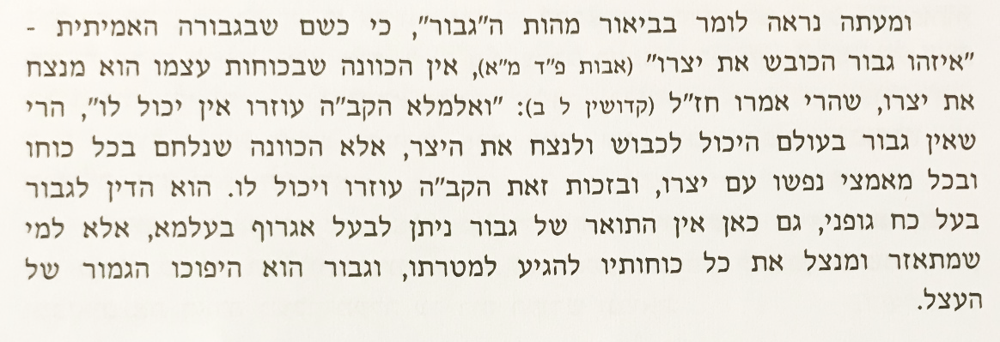 ומעתה נראה לומר בביאור מהות ה"גבור", כי כשם שבגבורה האמיתית -
"איזהו גבור הכובש את יצרו" (אבות פ"ד מ"א), אין הכוונה שבכוחות עצמו הוא מנצח
את יצרו, שהרי אמרו חז"ל (קדושין ל ב): "ואלמלא הקב"ה עוזרו אין יכול לו", הרי
שאין גבור בעולם היכול לכבוש ולנצח את היצר, אלא הכוונה שנלחם בכל כוחו
ובכל מאמצי נפשו עם יצרו, ובזכות זאת הקב"ה עוזרו ויכול לו. הוא הדין לגבור
בעל כח גופני, גם כאן אין התואר של גבור ניתן לבעל אגרוף בעלמא, אלא למי
שמתאזר ומנצל את כל כוחותיו להגיע למטרתו, וגבור הוא היפוכו הגמור של
העצל.